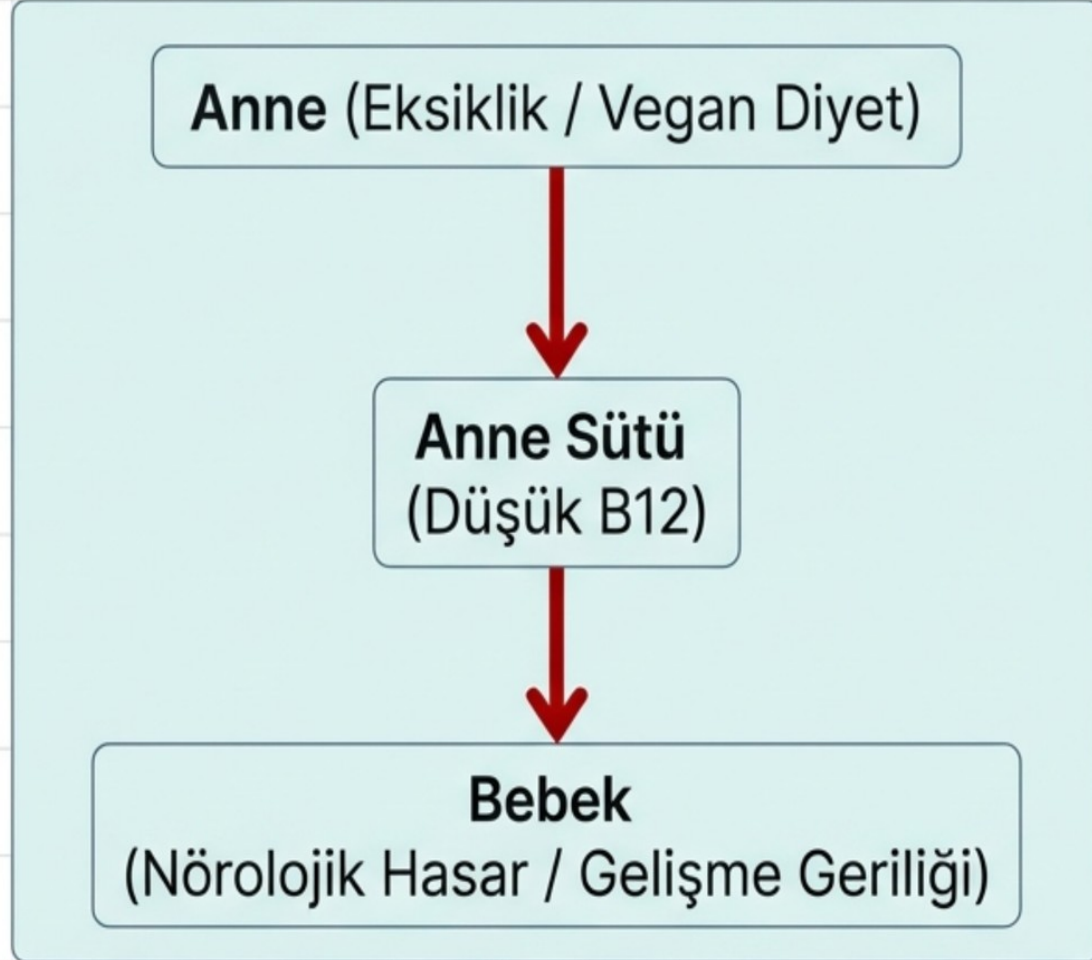 Anne (Eksiklik / Vegan Diyet)
Anne Sütü
(Düşük B12)
Bebek
(Nörolojik Hasar / Gelişme Geriliği)